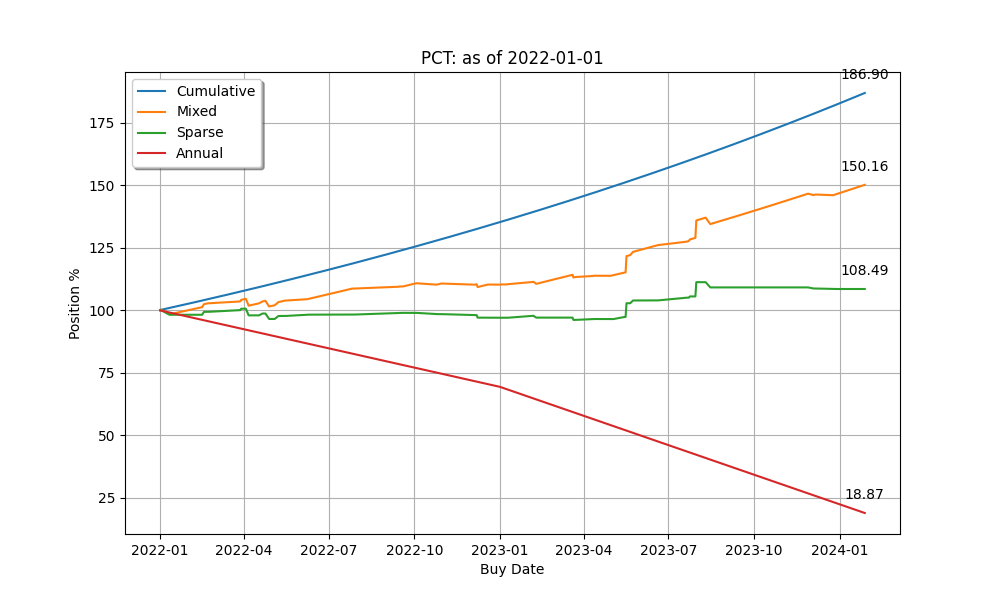 PCT: as of 2022-01-01
Cumulative
Mixed
Sparse
Annual
186.90
150.16
108.49
18.87
175
150
125
100
75
50
25
Position %
2022-01 2022-04 2022-07 2022-10 2023-01 2023-04 2023-07 2023-10 2024-01
Buy Date